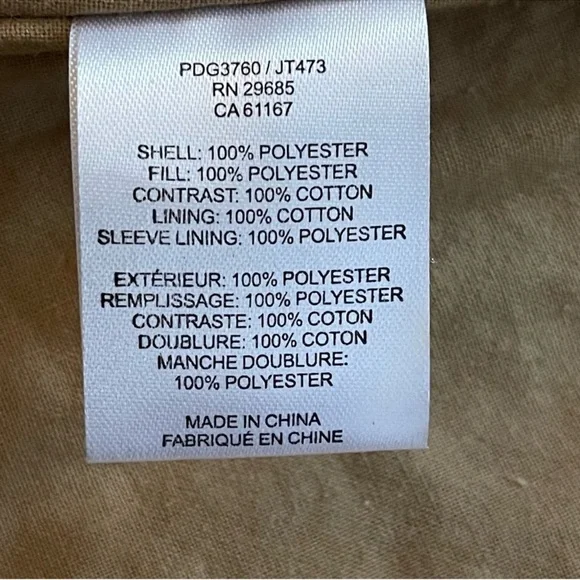 PDG3760 / JT473
RN 29685
CA 61167
SHELL: 100% POLYESTER
FILL: 100% POLYESTER
CONTRAST: 100% COTTON
LINING: 100% COTTON
SLEEVE LINING: 100% POLYESTER
EXTÉRIEUR: 100% POLYESTER
REMPLISSAGE: 100% POLYESTER
CONTRASTE: 100% COTON
DOUBLURE: 100% COTON
MANCHE DOUBLURE:
100% POLYESTER
MADE IN CHINA
FABRIQUÉ EN CHINE